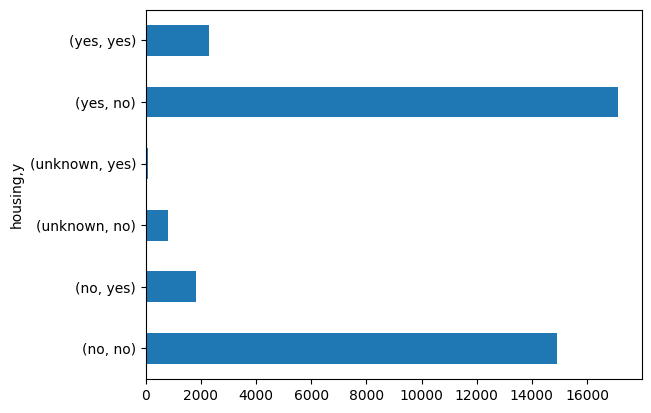 (yes, yes)
(yes, no)
(unknown, yes)
(unknown, no)
(no, yes)
(no, no)
housing,y
0 2000 4000 6000 8000 10000 12000 14000 16000